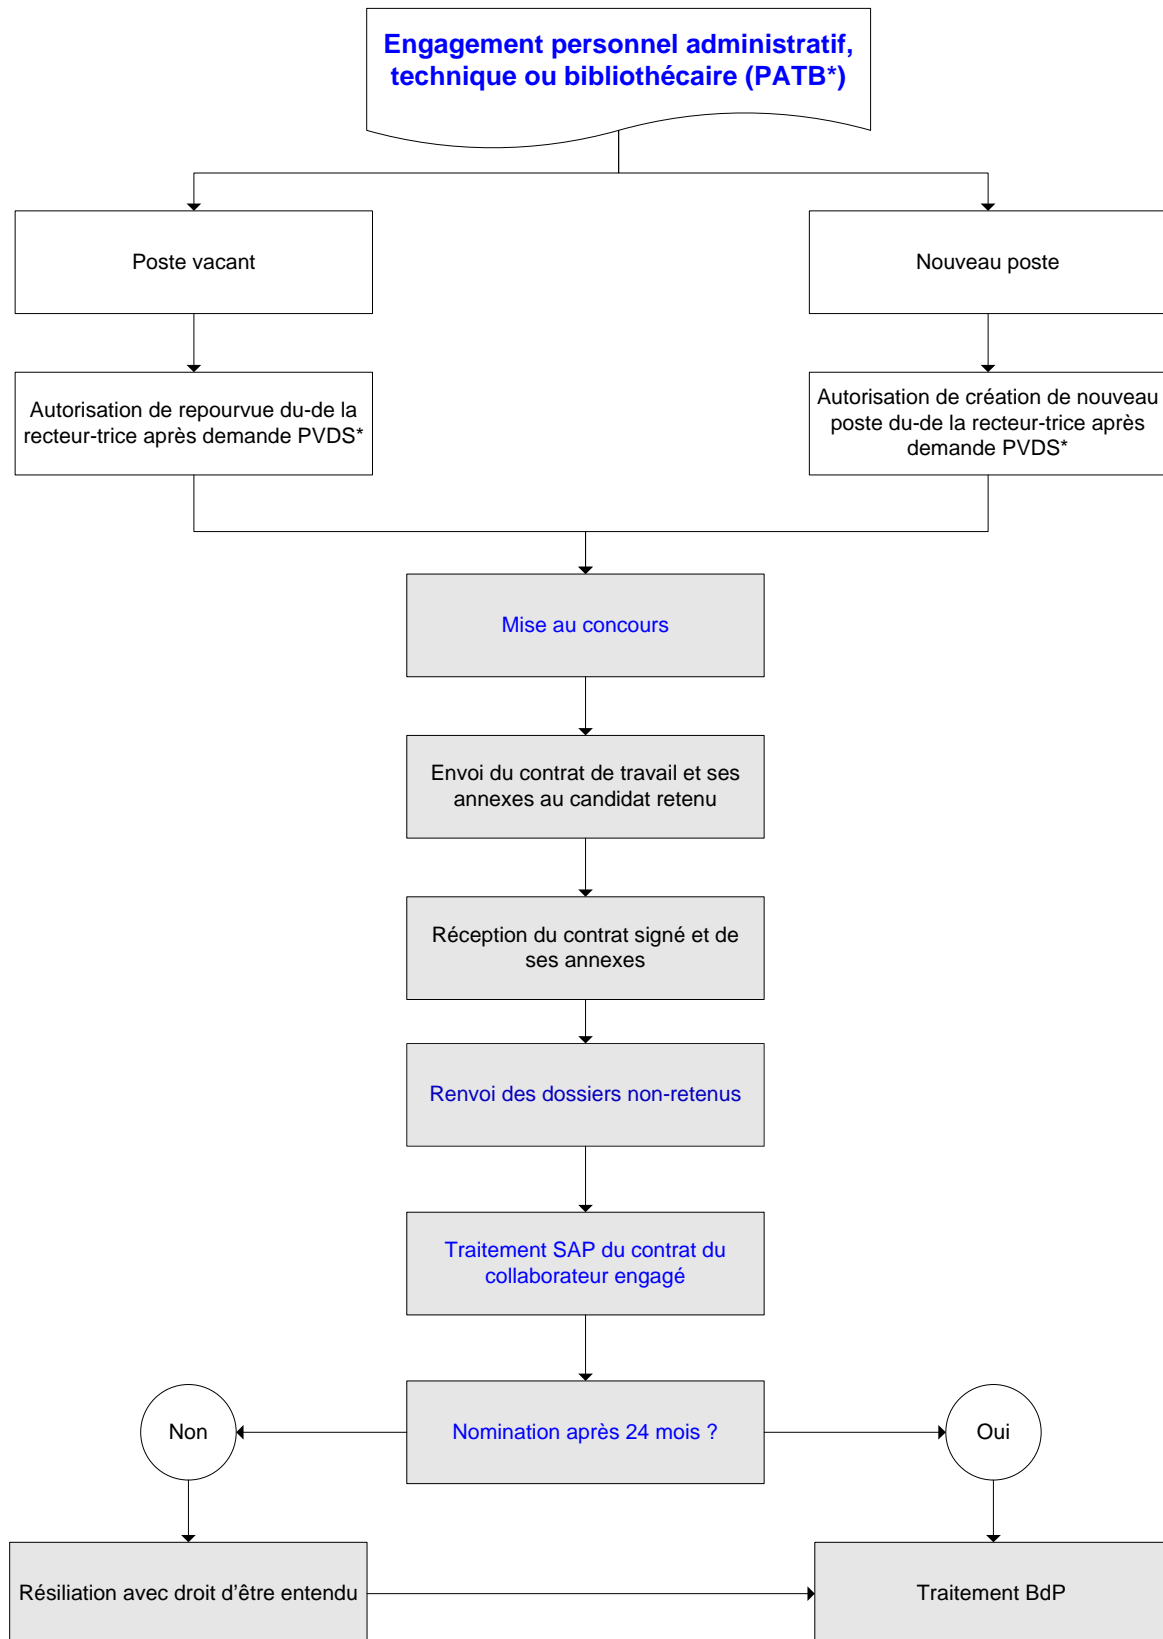 Engagement personnel administratif,
technique ou bibliothécaire (PATB*)
Poste vacant
Nouveau poste
Autorisation de repourvue du-de la
recteur-trice après demande PVDS*
Autorisation de création de nouveau
poste du-de la recteur-trice après
demande PVDS*
Mise au concours
Envoi du contrat de travail et ses
annexes au candidat retenu
Réception du contrat signé et de
ses annexes
Renvoi des dossiers non-retenus
Traitement SAP du contrat du
collaborateur engagé
Nomination après 24 mois ?
Non
Oui
Résiliation avec droit d’être entendu
Traitement BdP